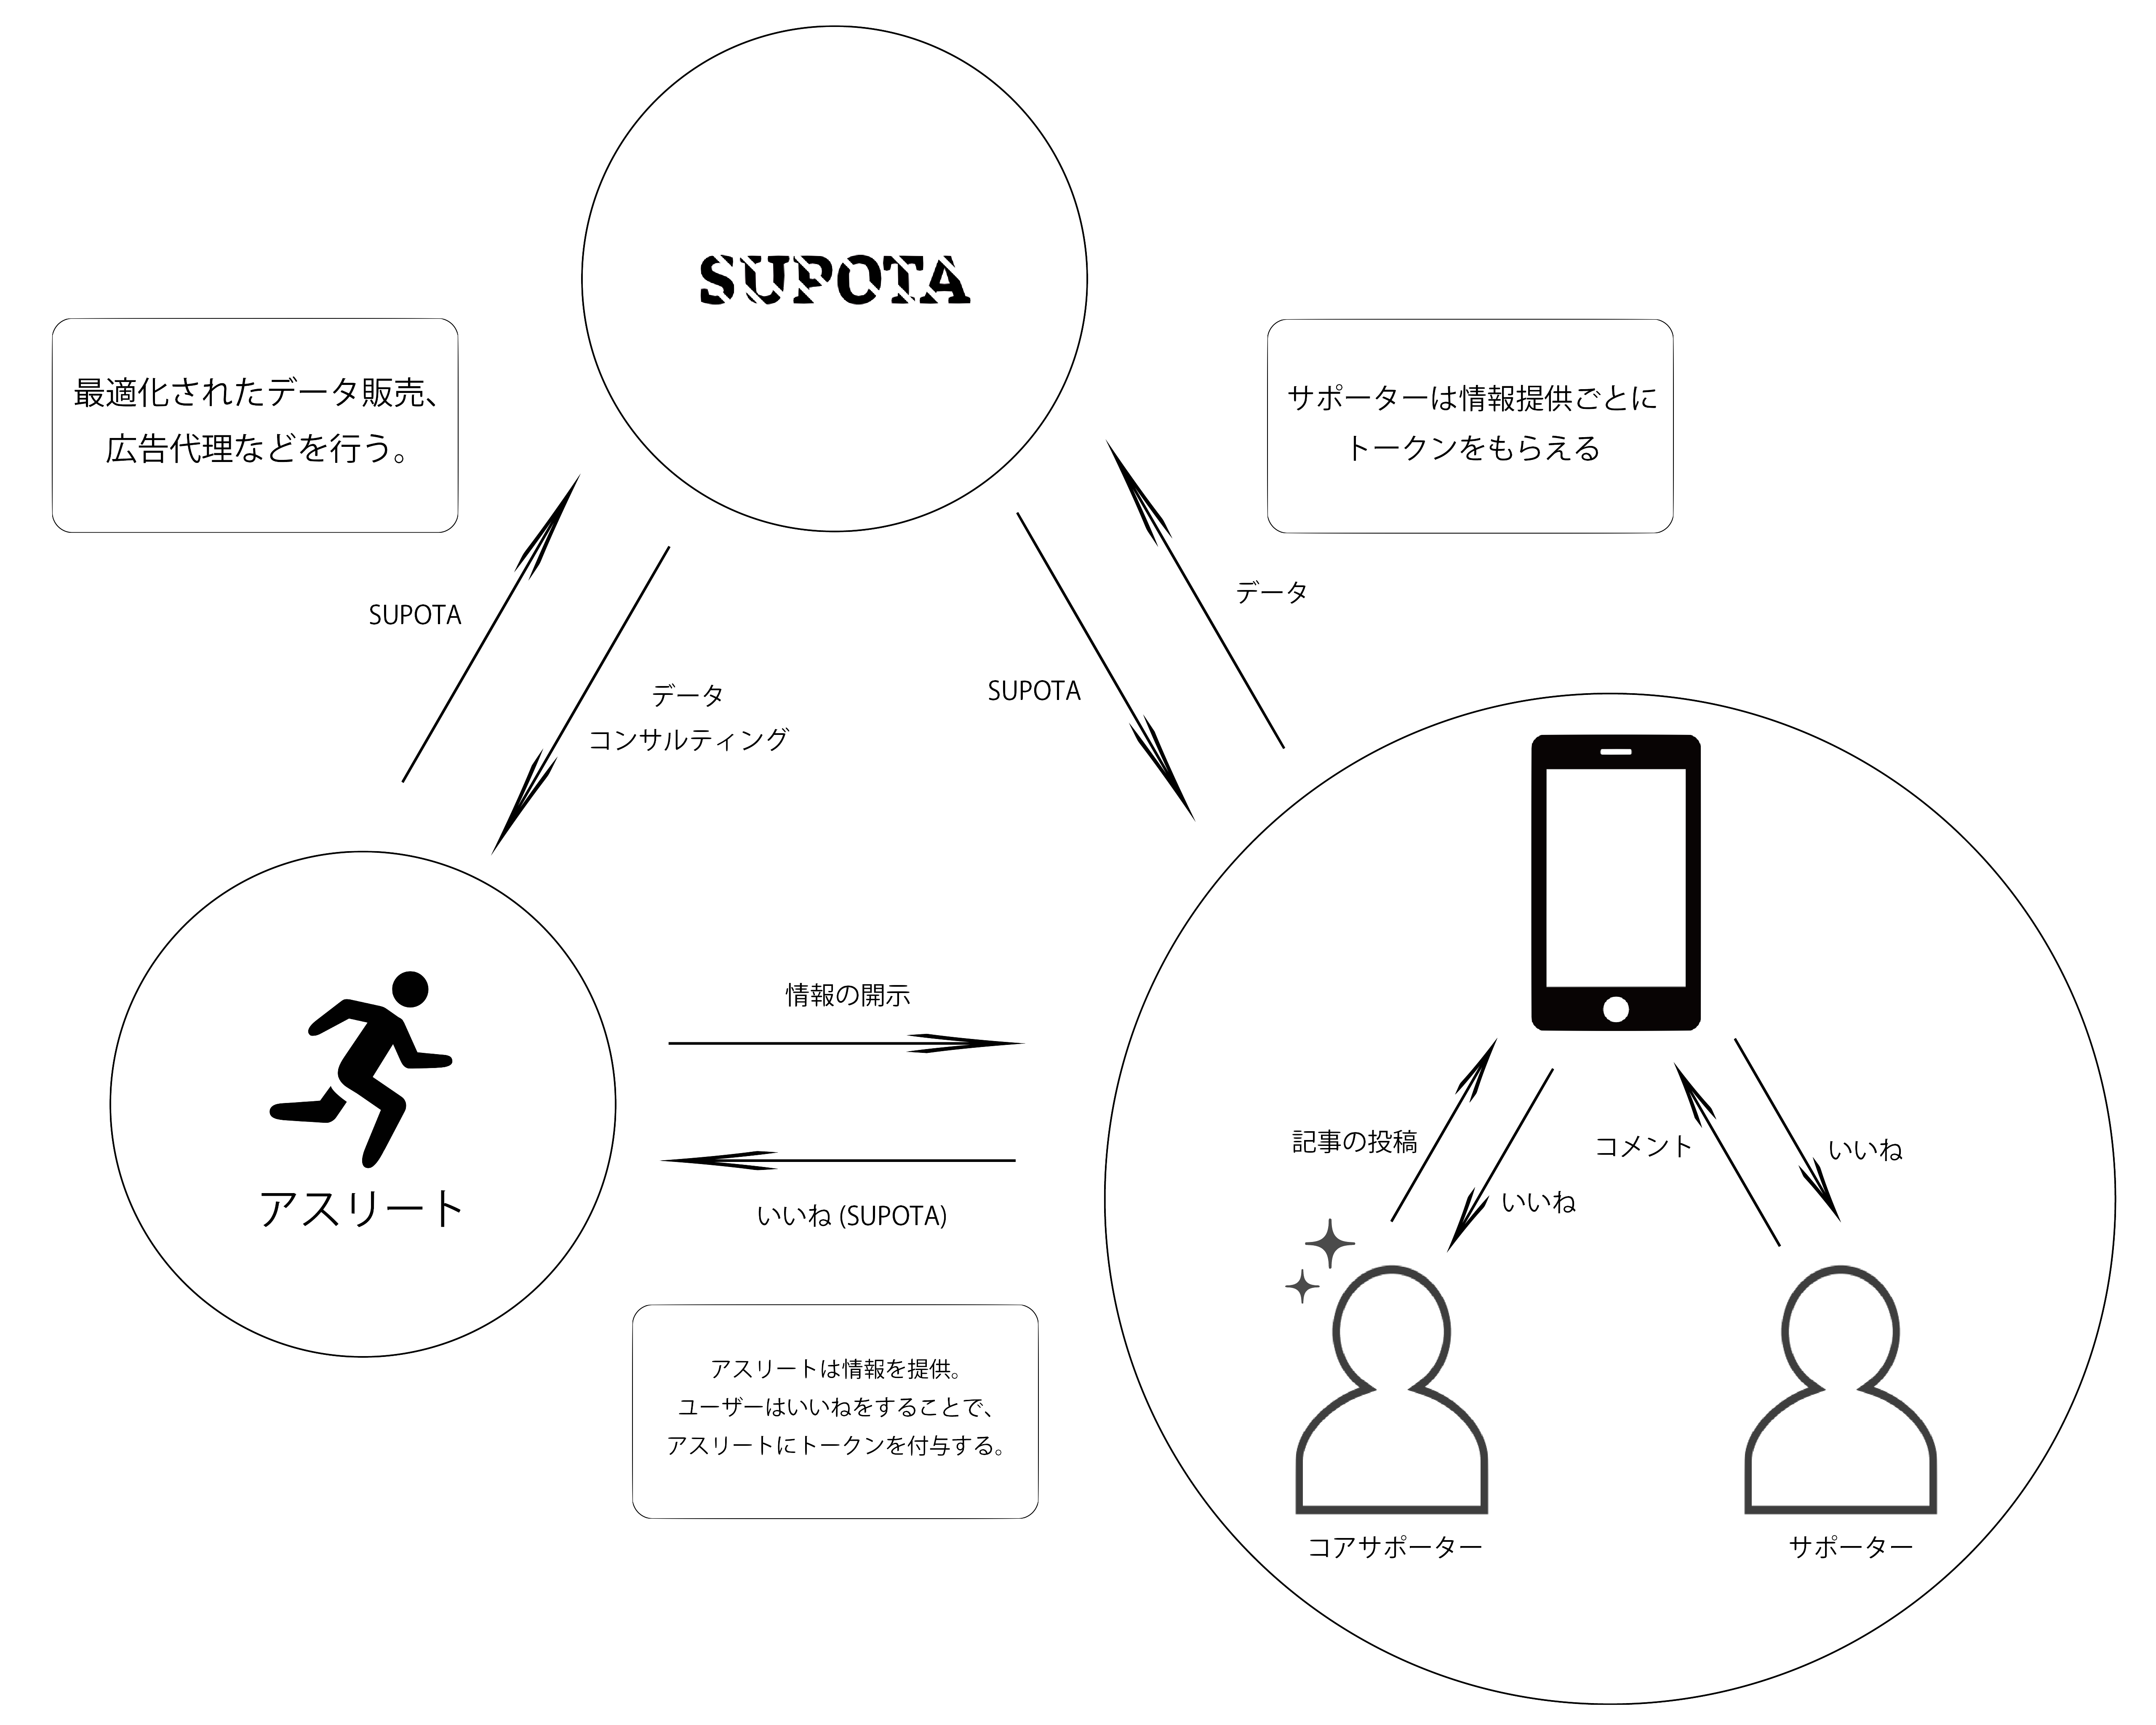 SUPOTA
最適化されたデータ販売、
広告代理などを行う。
サポーターは情報提供ごとに
トークンをもらえる
SUPOTA
データ
コンサルティング
SUPOTA
データ
アスリート
情報の開示
いいね (SUPOTA)
アスリートは情報を提供。
ユーザーはいいねをすることで、
アスリートにトークンを付与する。
記事の投稿
いいね
コメント
いいね
コアサポーター
サポーター